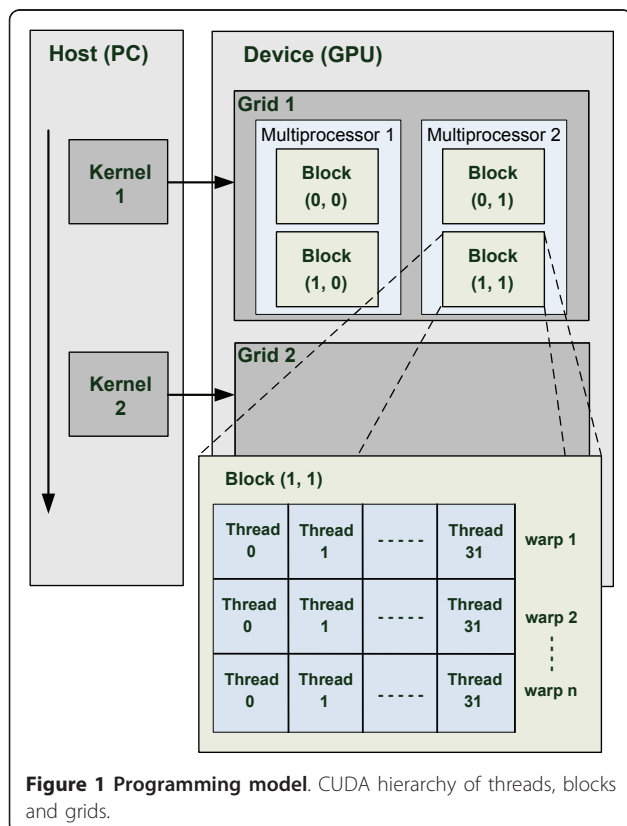 Host (PC)
Device (GPU)
Grid 1
Multiprocessor 1
Multiprocessor 2
Kernel
1
Block
(0, 0)
Block
(0, 1)
Block
(1, 0)
Block
(1, 1)
Grid 2
Kernel
2
Block (1, 1)
Thread
0
Thread
1
- - - - -
Thread
31
warp 1
Thread
0
Thread
1
- - - - -
Thread
31
warp 2
Thread
0
Thread
1
- - - - -
Thread
31
warp n
Figure 1 Programming model. CUDA hierarchy of threads, blocks
and grids.